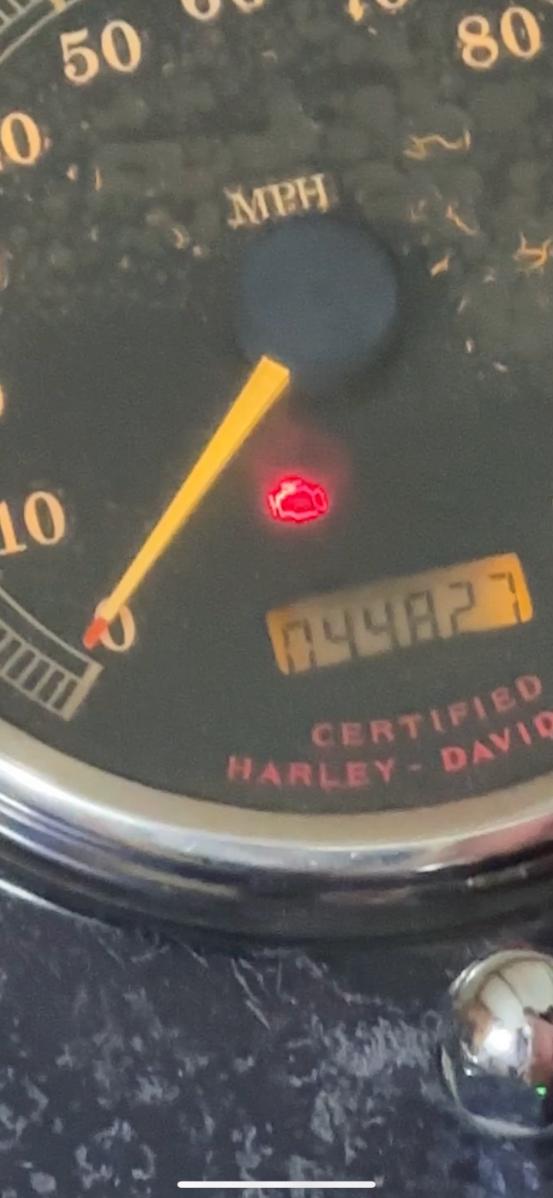 50
80
MPH
10
0
044827
CERTIFIED
HARLEY - DAVID